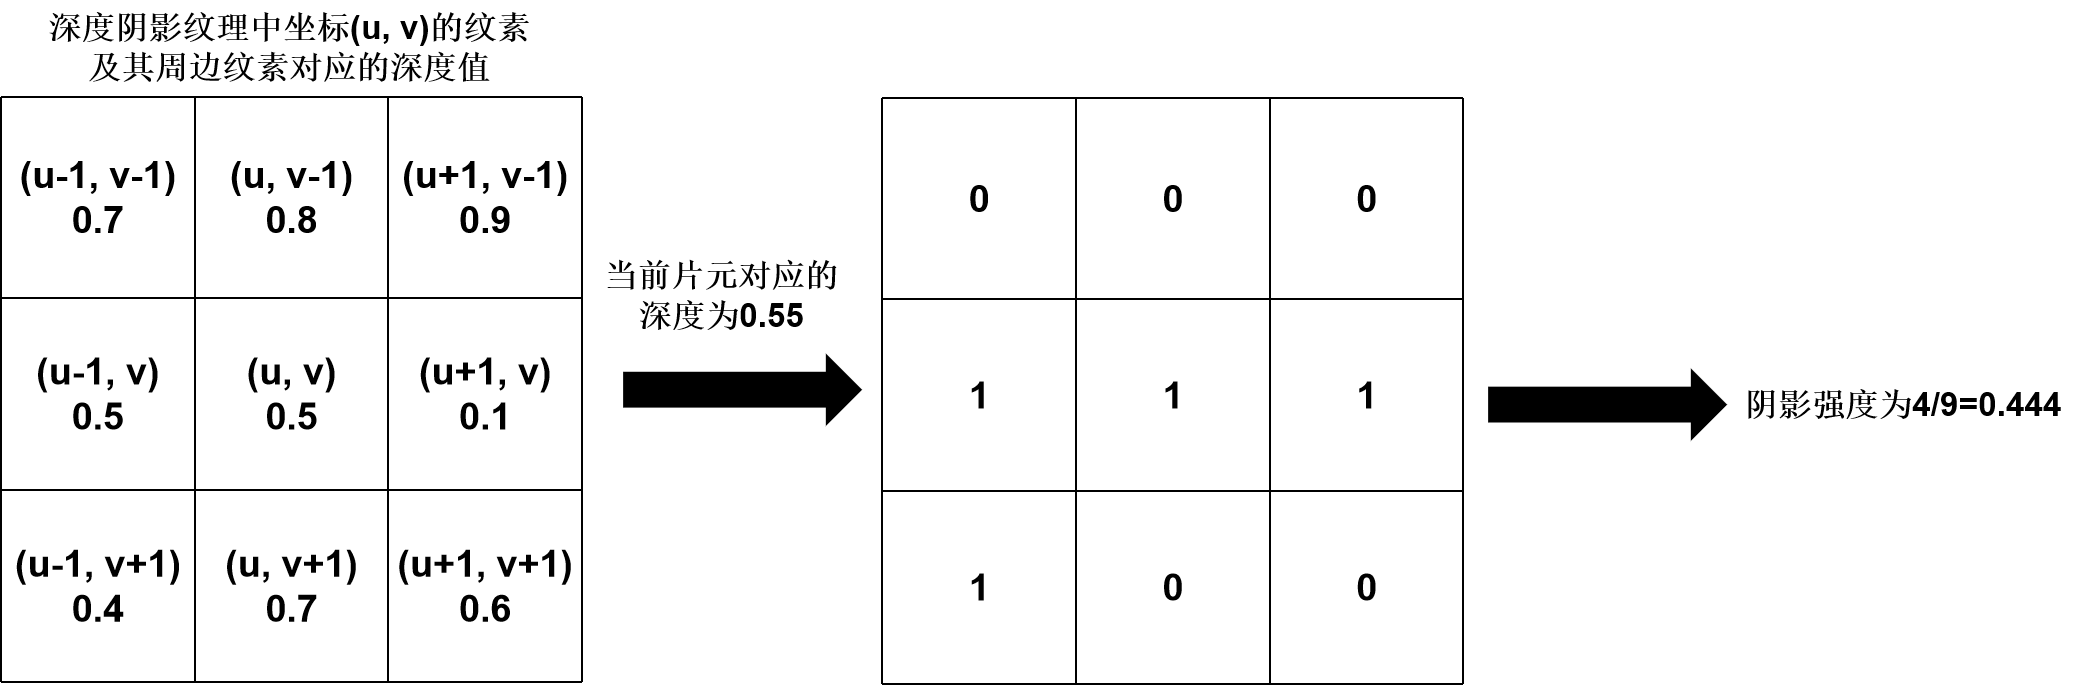 深度阴影纹理中坐标(u, v)的纹素
及其周边纹素对应的深度值
(u-1, v-1)
0.7
(u, v-1)
0.8
(u+1, v-1)
0.9
(u-1, v)
0.5
(u, v)
0.5
(u+1, v)
0.1
(u-1, v+1)
0.4
(u, v+1)
0.7
(u+1, v+1)
0.6
当前片元对应的
深度为0.55
0
0
0
1
1
1
1
0
0
阴影强度为4/9=0.444